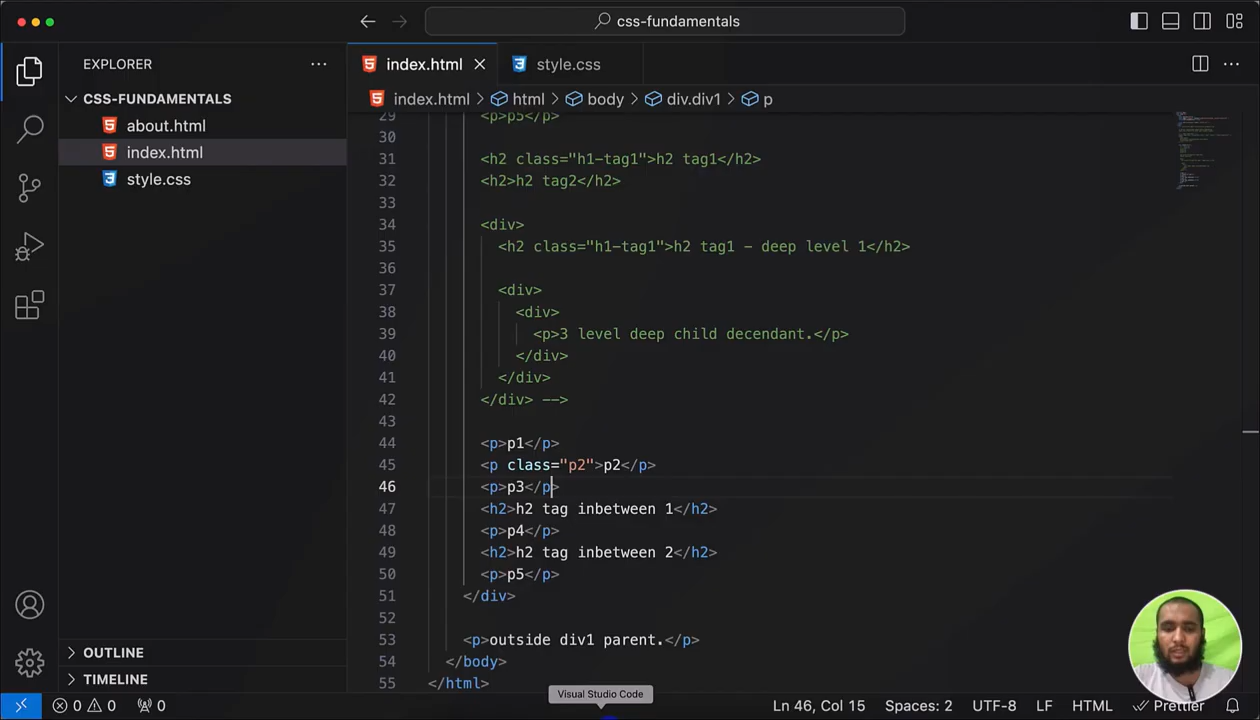 css-fundamentals
EXPLORER
index.html
style.css
CSS-FUNDAMENTALS
index.html > html > body > div.div1 > p
about.html
index.html
style.css
29 <p>p5</p>
30
31 <h2 class="h1-tag1">h2 tag1</h2>
32 <h2>h2 tag2</h2>
33
34 <div>
35 <h2 class="h1-tag1">h2 tag1 - deep level 1</h2>
36
37 <div>
38 <div>
39 <p>3 level deep child decendant.</p>
40 </div>
41 </div>
42 </div> -->
43
44 <p>p1</p>
45 <p class="p2">p2</p>
46 <p>p3</p>
47 <h2>h2 tag inbetween 1</h2>
48 <p>p4</p>
49 <h2>h2 tag inbetween 2</h2>
50 <p>p5</p>
51 </div>
52
53 <p>outside div1 parent.</p>
54 </body>
55 </html>
OUTLINE
TIMELINE
Visual Studio Code
0 0 0 Ln 46, Col 15 Spaces: 2 UTF-8 LF HTML Prettier